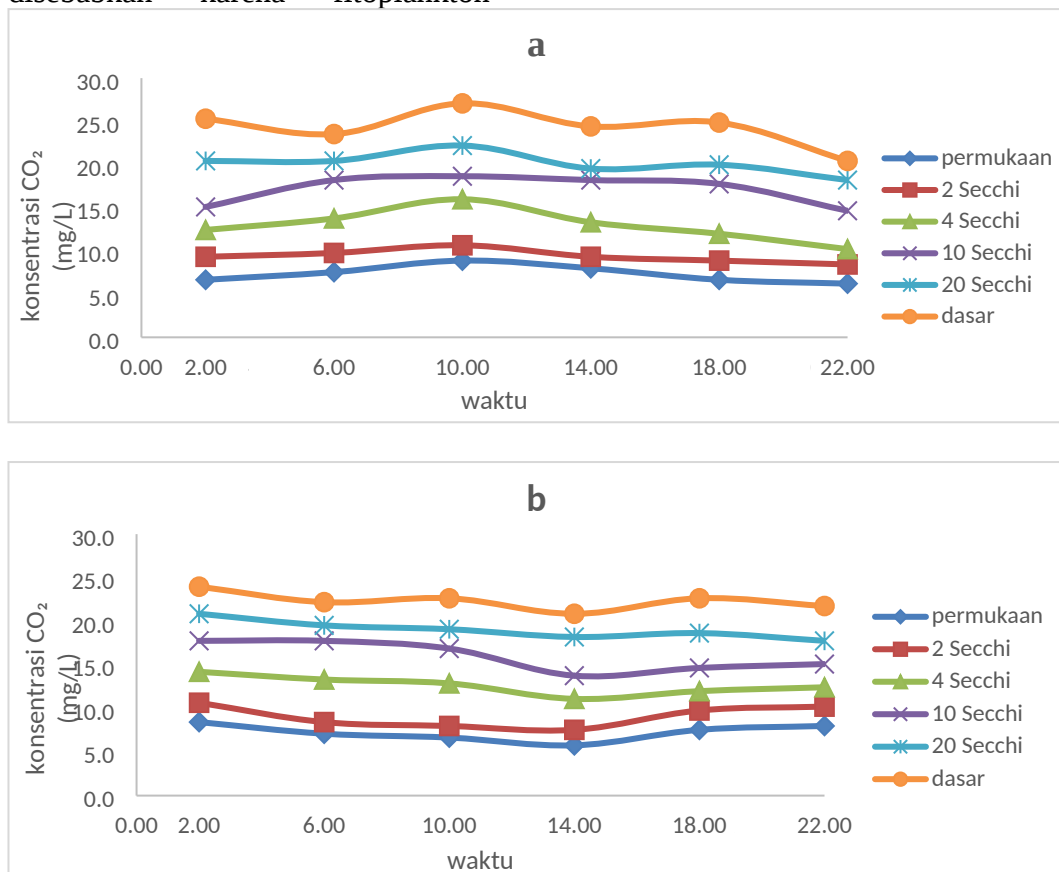 disebabkan karena fitoplankton
a
30.0
25.0
20.0
15.0
10.0
5.0
0.0
konsentrasi CO₂
(mg/L)
0.00 2.00 6.00 10.00 14.00 18.00 22.00
waktu
permukaan
2 Secchi
4 Secchi
10 Secchi
20 Secchi
dasar
b
30.0
25.0
20.0
15.0
10.0
5.0
0.0
konsentrasi CO₂
(mg/L)
0.00 2.00 6.00 10.00 14.00 18.00 22.00
waktu
permukaan
2 Secchi
4 Secchi
10 Secchi
20 Secchi
dasar